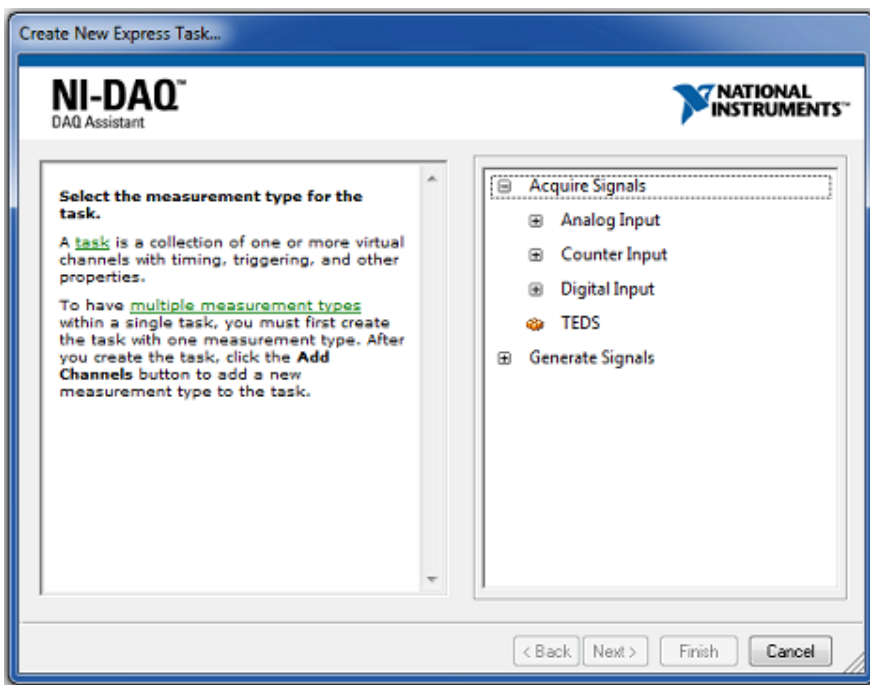 Create New Express Task...
NI-DAQ™
DAQ Assistant
NATIONAL
INSTRUMENTS™
Select the measurement type for the
task.
A task is a collection of one or more virtual
channels with timing, triggering, and other
properties.
To have multiple measurement types
within a single task, you must first create
the task with one measurement type. After
you create the task, click the Add
Channels button to add a new
measurement type to the task.
Acquire Signals
Analog Input
Counter Input
Digital Input
TEDS
Generate Signals
< Back Next > Finish Cancel